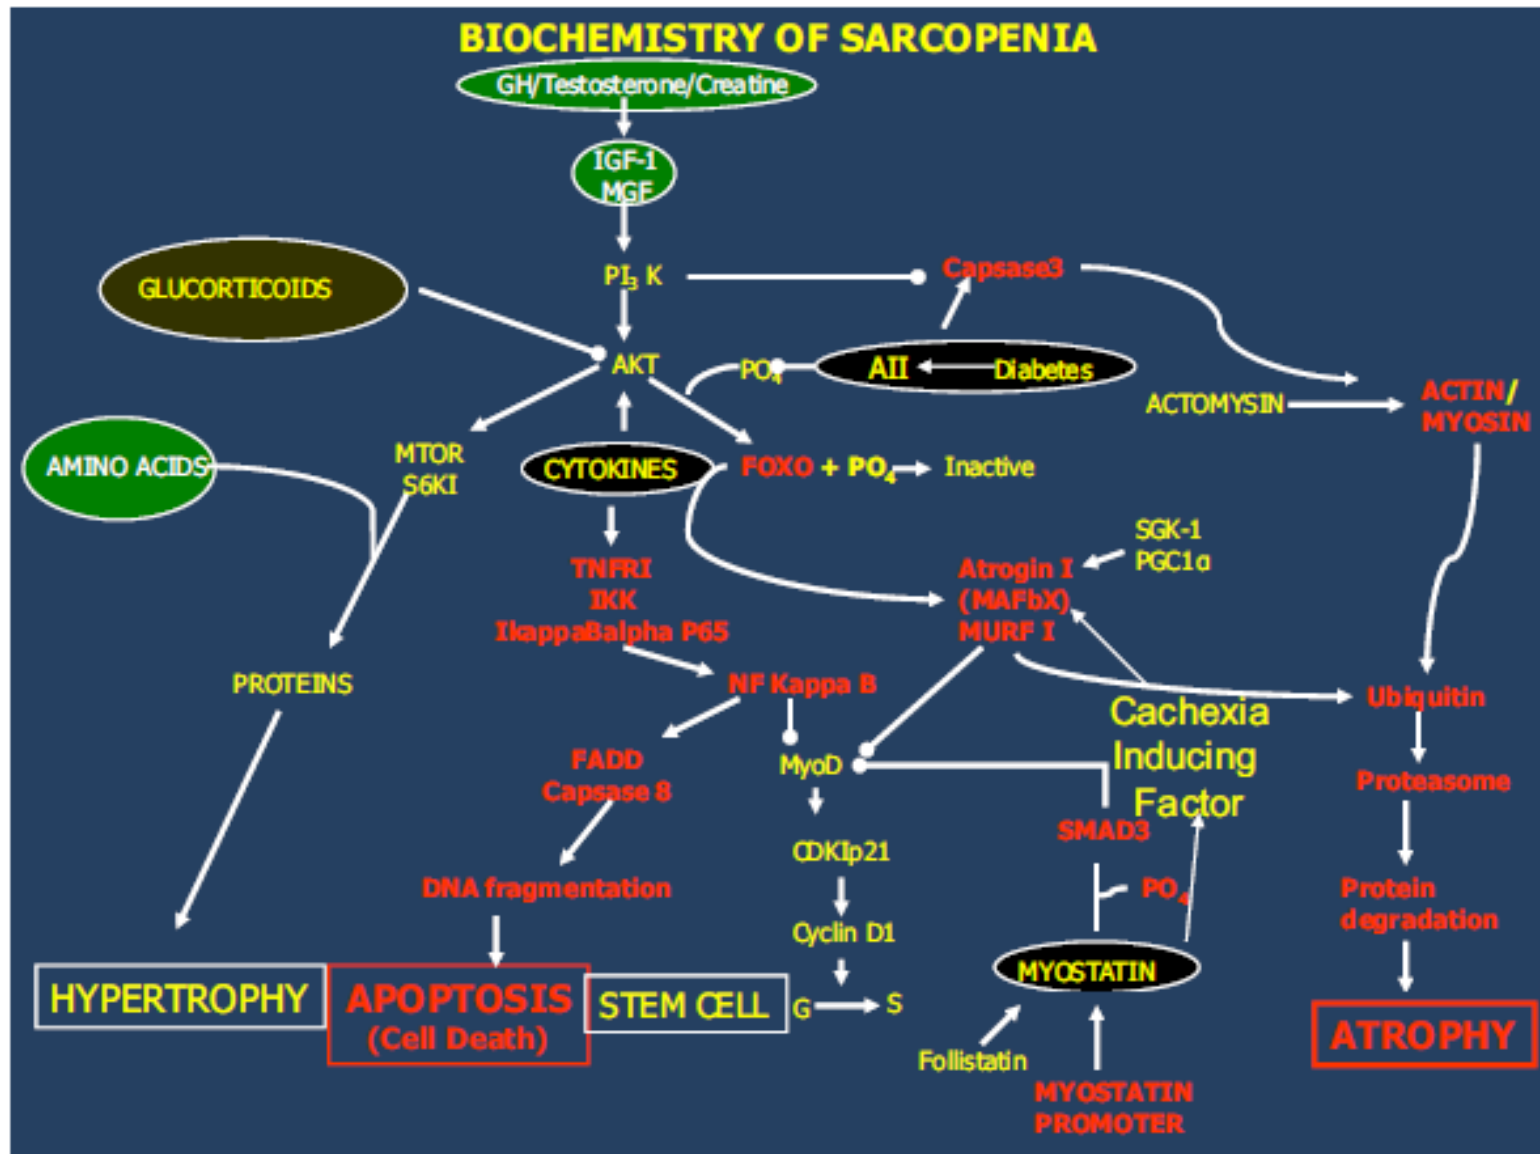 BIOCHEMISTRY OF SARCOPENIA
GH/Testosterone/Creatine
IGF-1
MGF
GLUCORTICOIDS
PI3 K
Capsase3
AKT
PO4
AII
Diabetes
ACTOMYSIN
ACTIN/
MYOSIN
AMINO ACIDS
MTOR
S6KI
CYTOKINES
FOXO + PO4
Inactive
SGK-1
PGC1α
TNFRI
IKK
IkappaBalpha P65
Atrogin I
(MAFbX)
MURF I
PROTEINS
NF Kappa B
Ubiquitin
Cachexia
Inducing
Factor
FADD
Capsase 8
MyoD
Proteasome
SMAD3
CDKIp21
DNA fragmentation
PO4
Protein
degradation
Cyclin D1
MYOSTATIN
HYPERTROPHY
APOPTOSIS
(Cell Death)
STEM CELL
G
S
Follistatin
ATROPHY
MYOSTATIN
PROMOTER